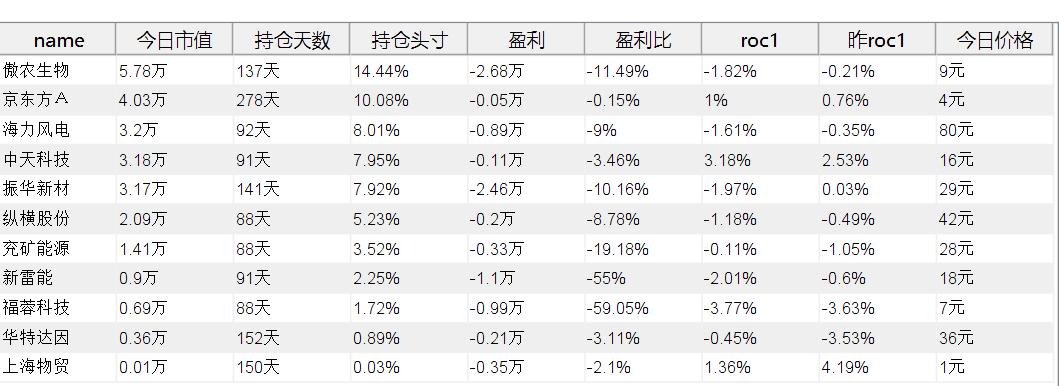 name 今日市值 持仓天数 持仓头寸 盈利 盈利比 roc1 昨roc1 今日价格
傲农生物 5.78万 137天 14.44% -2.68万 -11.49% -1.82% -0.21% 9元
京东方Ａ 4.03万 278天 10.08% -0.05万 -0.15% 1% 0.76% 4元
海力风电 3.2万 92天 8.01% -0.89万 -9% -1.61% -0.35% 80元
中天科技 3.18万 91天 7.95% -0.11万 -3.46% 3.18% 2.53% 16元
振华新材 3.17万 141天 7.92% -2.46万 -10.16% -1.97% 0.03% 29元
纵横股份 2.09万 88天 5.23% -0.2万 -8.78% -1.18% -0.49% 42元
兖矿能源 1.41万 88天 3.52% -0.33万 -19.18% -0.11% -1.05% 28元
新雷能 0.9万 91天 2.25% -1.1万 -55% -2.01% -0.6% 18元
福蓉科技 0.69万 88天 1.72% -0.99万 -59.05% -3.77% -3.63% 7元
华特达因 0.36万 152天 0.89% -0.21万 -3.11% -0.45% -3.53% 36元
上海物贸 0.01万 150天 0.03% -0.35万 -2.1% 1.36% 4.19% 1元